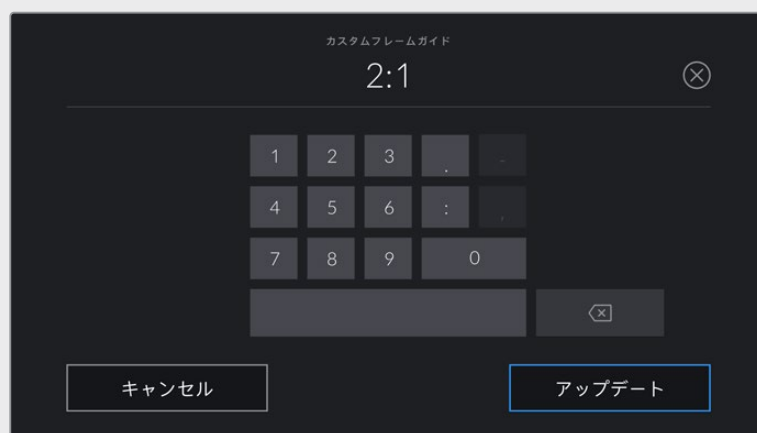 カスタムフレームガイド
2:1
1 2 3 . -
4 5 6 : ,
7 8 9 0
キャンセル
アップデート